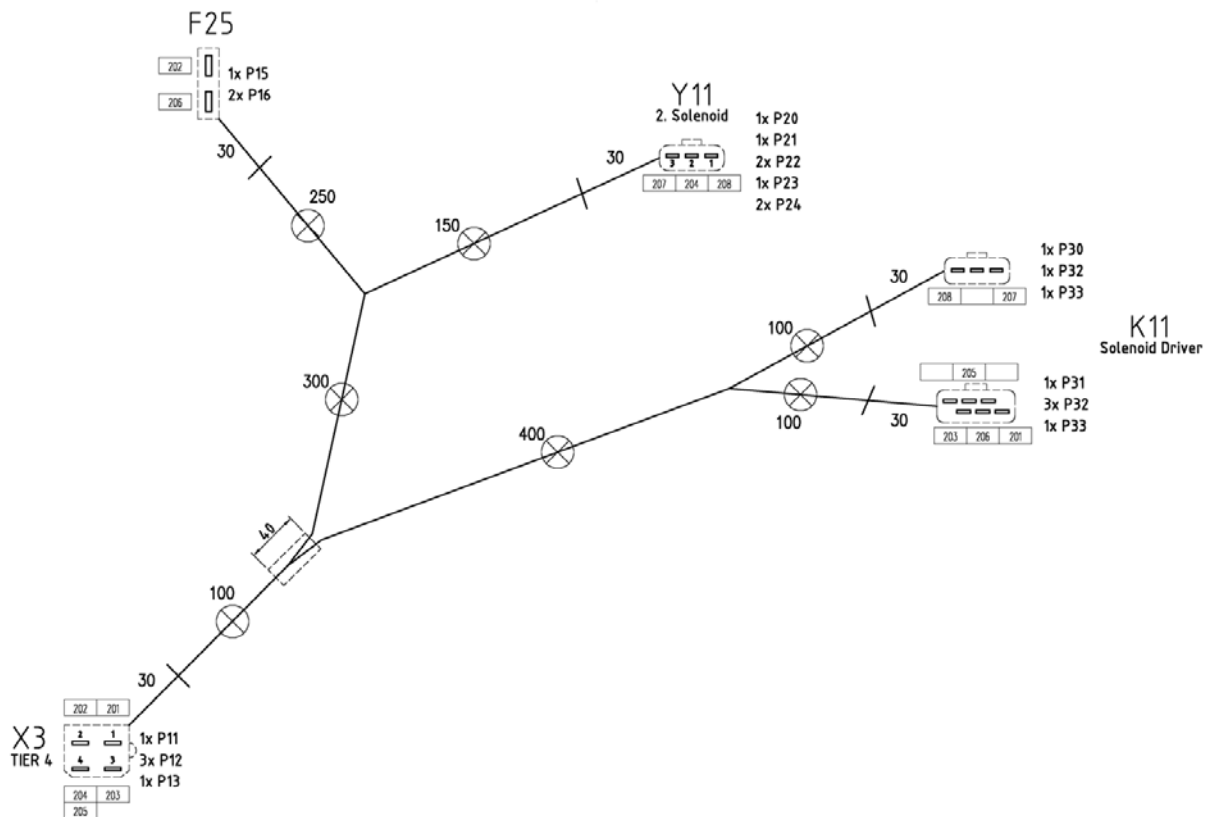 F25
202
1x P15
206
2x P16
30
250
Y11
2. Solenoid
3 2 1
207 204 208
1x P20
1x P21
2x P22
1x P23
2x P24
30
150
300
1x P30
1x P32
1x P33
208 207
30
100
K11
Solenoid Driver
205
1x P31
3x P32
1x P33
203 206 201
100
30
400
40
100
30
202 201
X3
TIER 4
2 1
4 3
1x P11
3x P12
1x P13
204 203
205